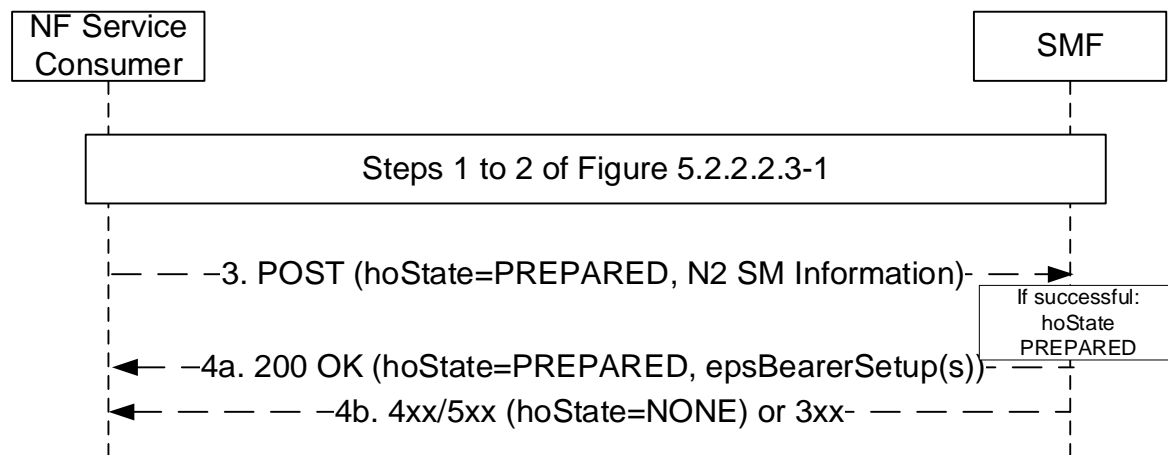 NF Service
Consumer
SMF
Steps 1 to 2 of Figure 5.2.2.2.3-1
3. POST (hoState=PREPARED, N2 SM Information)
If successful:
hoState
PREPARED
4a. 200 OK (hoState=PREPARED, epsBearerSetup(s))
4b. 4xx/5xx (hoState=NONE) or 3xx